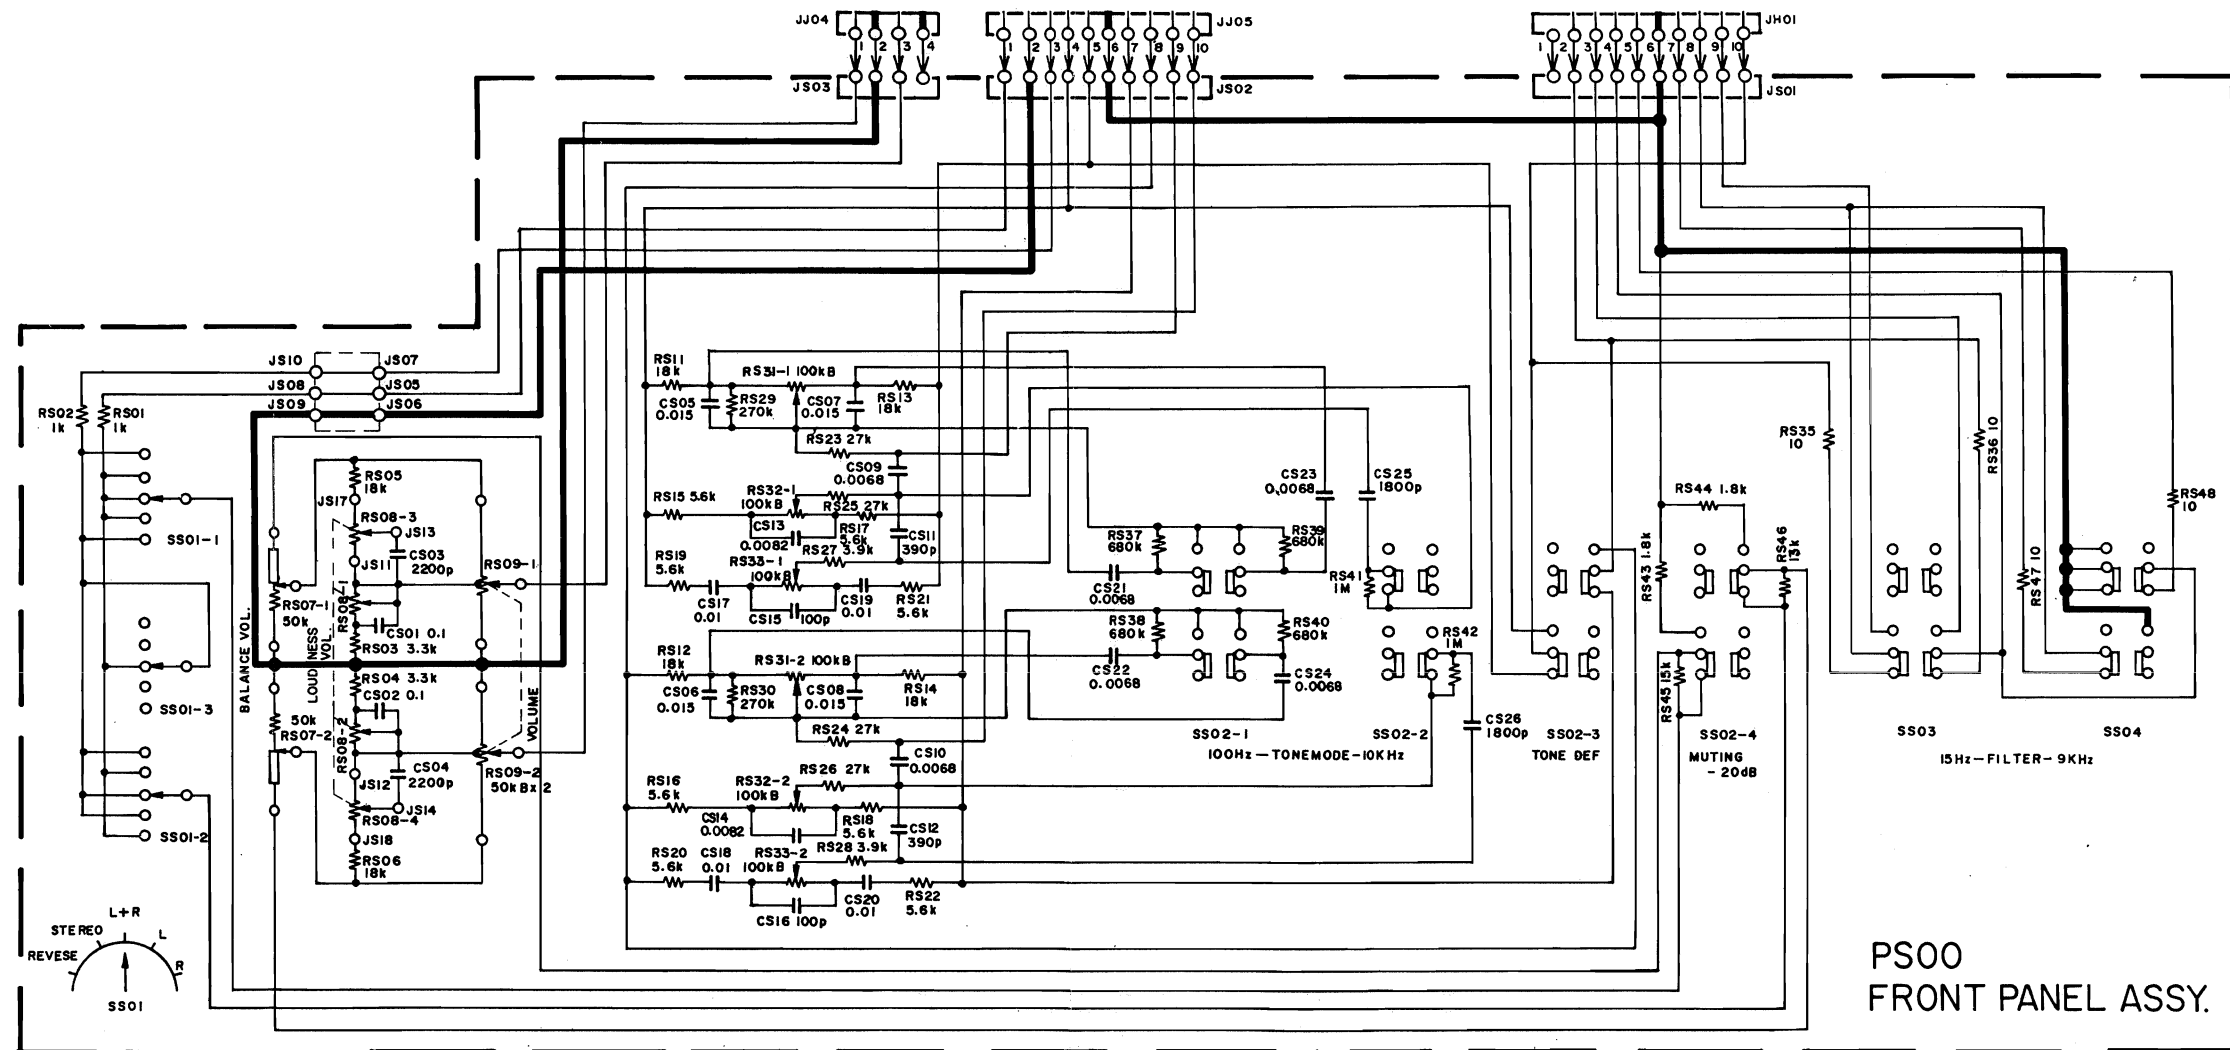 JJ04
1 2 3 4
JS03
JJ05
1 2 3 4 5 6 7 8 9 10
JS02
JH01
1 2 3 4 5 6 7 8 9 10
JS01
JS10
JS07
JS08
JS05
JS09
JS06
RS02
1k
RS01
1k
SS01-1
SS01-3
SS01-2
BALANCE VOL.
RS07-1
50k
50k
RS07-2
LOUDNESS
VOL.
RS05
18k
JS17
RS08-3
JS13
CS03
2200p
JS11
RS08-1
CS01 0.1
RS03 3.3k
RS04 3.3k
CS02 0.1
RS08-2
CS04
2200p
JS12
JS14
RS08-4
JS18
RS06
18k
RS09-1
VOLUME
RS09-2
50kBx2
RS11
18k
RS31-1 100kB
CS05
0.015
RS29
270k
CS07
0.015
RS13
18k
RS23 27k
CS09
0.0068
RS15 5.6k
RS32-1
100kB
RS25 27k
CS13
0.0082
RS17
5.6k
CS11
390p
RS19
5.6k
RS27 3.9k
RS33-1
100kB
CS17
0.01
CS15 100p
CS19
0.01
RS21
5.6k
RS12
18k
RS31-2 100kB
CS06
0.015
RS30
270k
CS08
0.015
RS14
18k
RS24 27k
CS10
0.0068
RS16
5.6k
RS26 27k
RS32-2
100kB
CS14
0.0082
RS18
5.6k
CS12
390p
RS20
5.6k
CS18
0.01
RS33-2
100kB
RS28 3.9k
CS16 100p
CS20
0.01
RS22
5.6k
CS23
0.0068
CS25
1800p
RS37
680k
RS39
680k
CS21
0.0068
RS41
1M
RS38
680k
RS40
680k
CS22
0.0068
CS24
0.0068
RS42
1M
CS26
1800p
SS02-1
SS02-2
100Hz—TONEMODE—10KHz
SS02-3
TONE DEF
SS02-4
MUTING
-20dB
RS43 1.8k
RS44 1.8k
RS45 15k
RS46
13k
RS35
10
RS36 10
RS47 10
RS48
10
SS03
SS04
15Hz-FILTER-9KHz
L+R
STEREO
L
REVESE
R
SS01
PS00
FRONT PANEL ASSY.